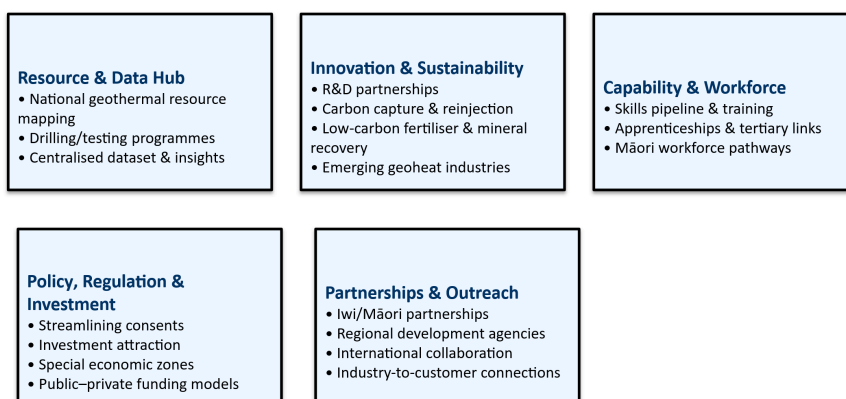 Resource & Data Hub
• National geothermal resource
mapping
• Drilling/testing programmes
• Centralised dataset & insights
Innovation & Sustainability
• R&D partnerships
• Carbon capture & reinjection
• Low-carbon fertiliser & mineral
recovery
• Emerging geoheat industries
Capability & Workforce
• Skills pipeline & training
• Apprenticeships & tertiary links
• Māori workforce pathways
Policy, Regulation &
Investment
• Streamlining consents
• Investment attraction
• Special economic zones
• Public–private funding models
Partnerships & Outreach
• Iwi/Māori partnerships
• Regional development agencies
• International collaboration
• Industry-to-customer connections